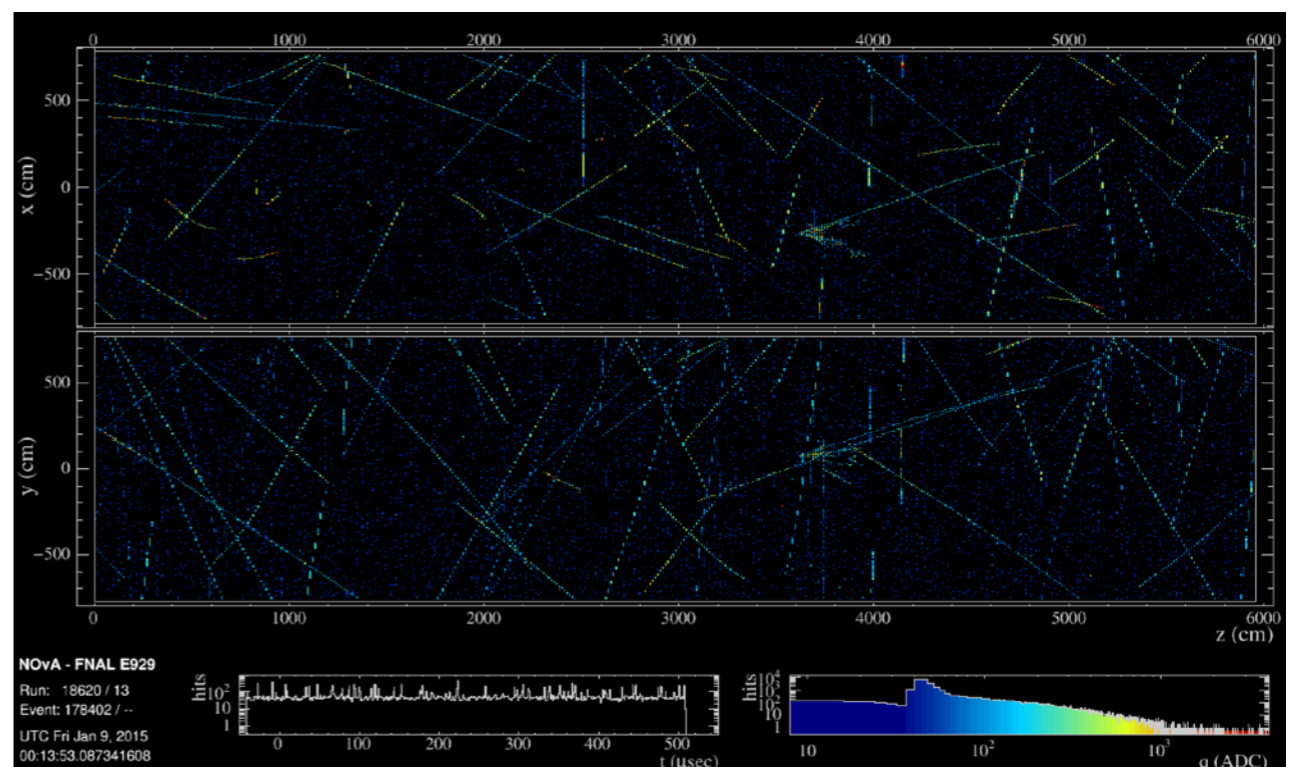 0 1000 2000 3000 4000 5000 6000
x (cm)
500
0
−500
y (cm)
500
0
−500
0 1000 2000 3000 4000 5000 6000
z (cm)
NOvA - FNAL E929
Run: 18620 / 13
Event: 178402 / --
UTC Fri Jan 9, 2015
00:13:53.087341608
hits
10²
10
1
0 100 200 300 400 500
t (μsec)
hits
10⁴
10³
10²
10
1
10 10² 10³
q (ADC)